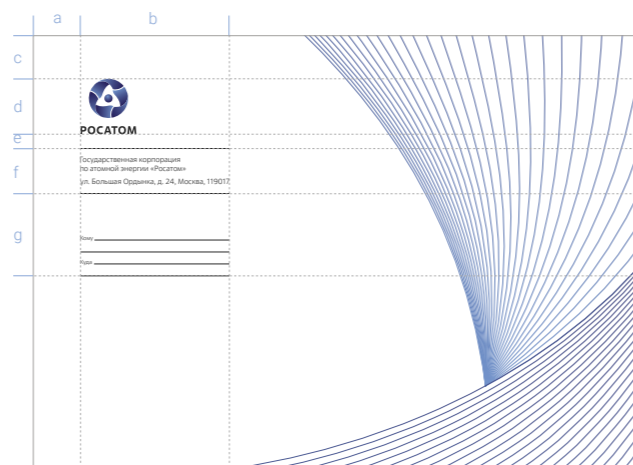 a b
c
d
РОСАТОМ
e
Государственная корпорация
по атомной энергии «Росатом»
f
ул. Большая Ордынка, д. 24, Москва, 119017
g
Кому
Куда